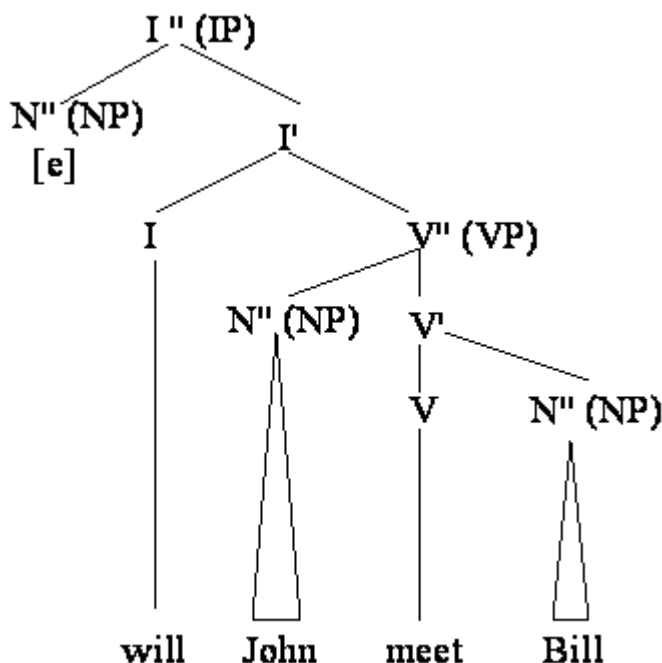 I " (IP)
N" (NP)
[e]
I'
I V" (VP)
N" (NP) V'
V N" (NP)
will John meet Bill